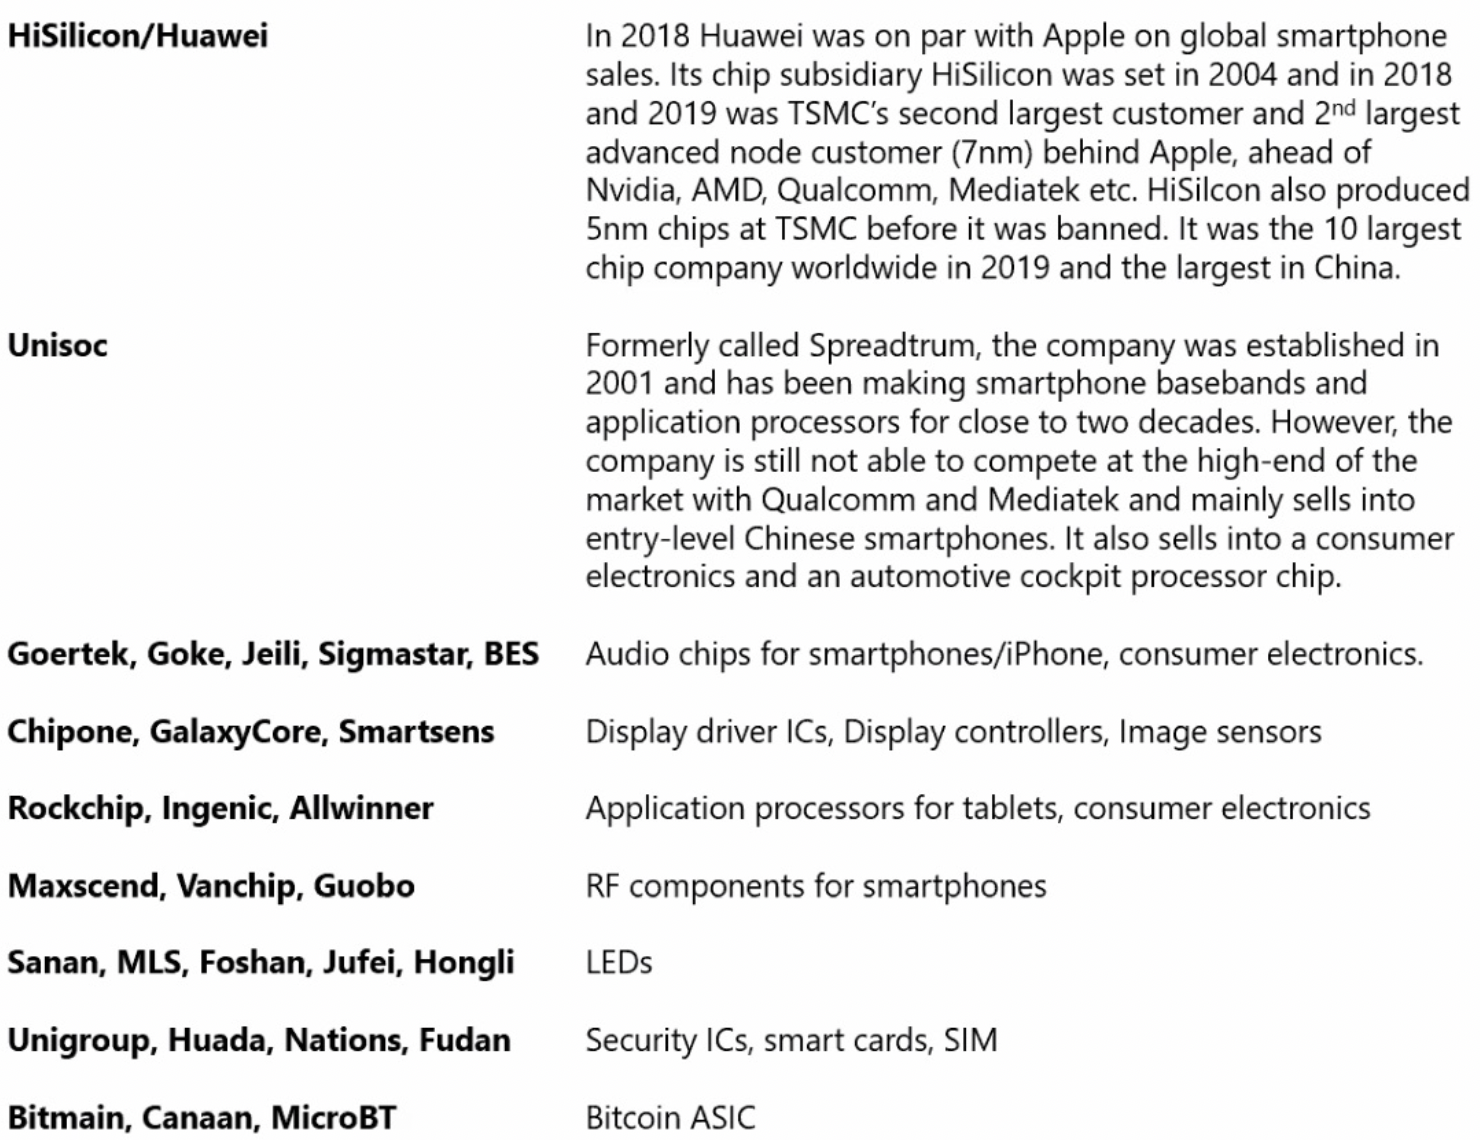 HiSilicon/Huawei
In 2018 Huawei was on par with Apple on global smartphone
sales. Its chip subsidiary HiSilicon was set in 2004 and in 2018
and 2019 was TSMC’s second largest customer and 2nd largest
advanced node customer (7nm) behind Apple, ahead of
Nvidia, AMD, Qualcomm, Mediatek etc. HiSilcon also produced
5nm chips at TSMC before it was banned. It was the 10 largest
chip company worldwide in 2019 and the largest in China.
Unisoc
Formerly called Spreadtrum, the company was established in
2001 and has been making smartphone basebands and
application processors for close to two decades. However, the
company is still not able to compete at the high-end of the
market with Qualcomm and Mediatek and mainly sells into
entry-level Chinese smartphones. It also sells into a consumer
electronics and an automotive cockpit processor chip.
Goertek, Goke, Jeili, Sigmastar, BES
Audio chips for smartphones/iPhone, consumer electronics.
Chipone, GalaxyCore, Smartsens
Display driver ICs, Display controllers, Image sensors
Rockchip, Ingenic, Allwinner
Application processors for tablets, consumer electronics
Maxscend, Vanchip, Guobo
RF components for smartphones
Sanan, MLS, Foshan, Jufei, Hongli
LEDs
Unigroup, Huada, Nations, Fudan
Security ICs, smart cards, SIM
Bitmain, Canaan, MicroBT
Bitcoin ASIC